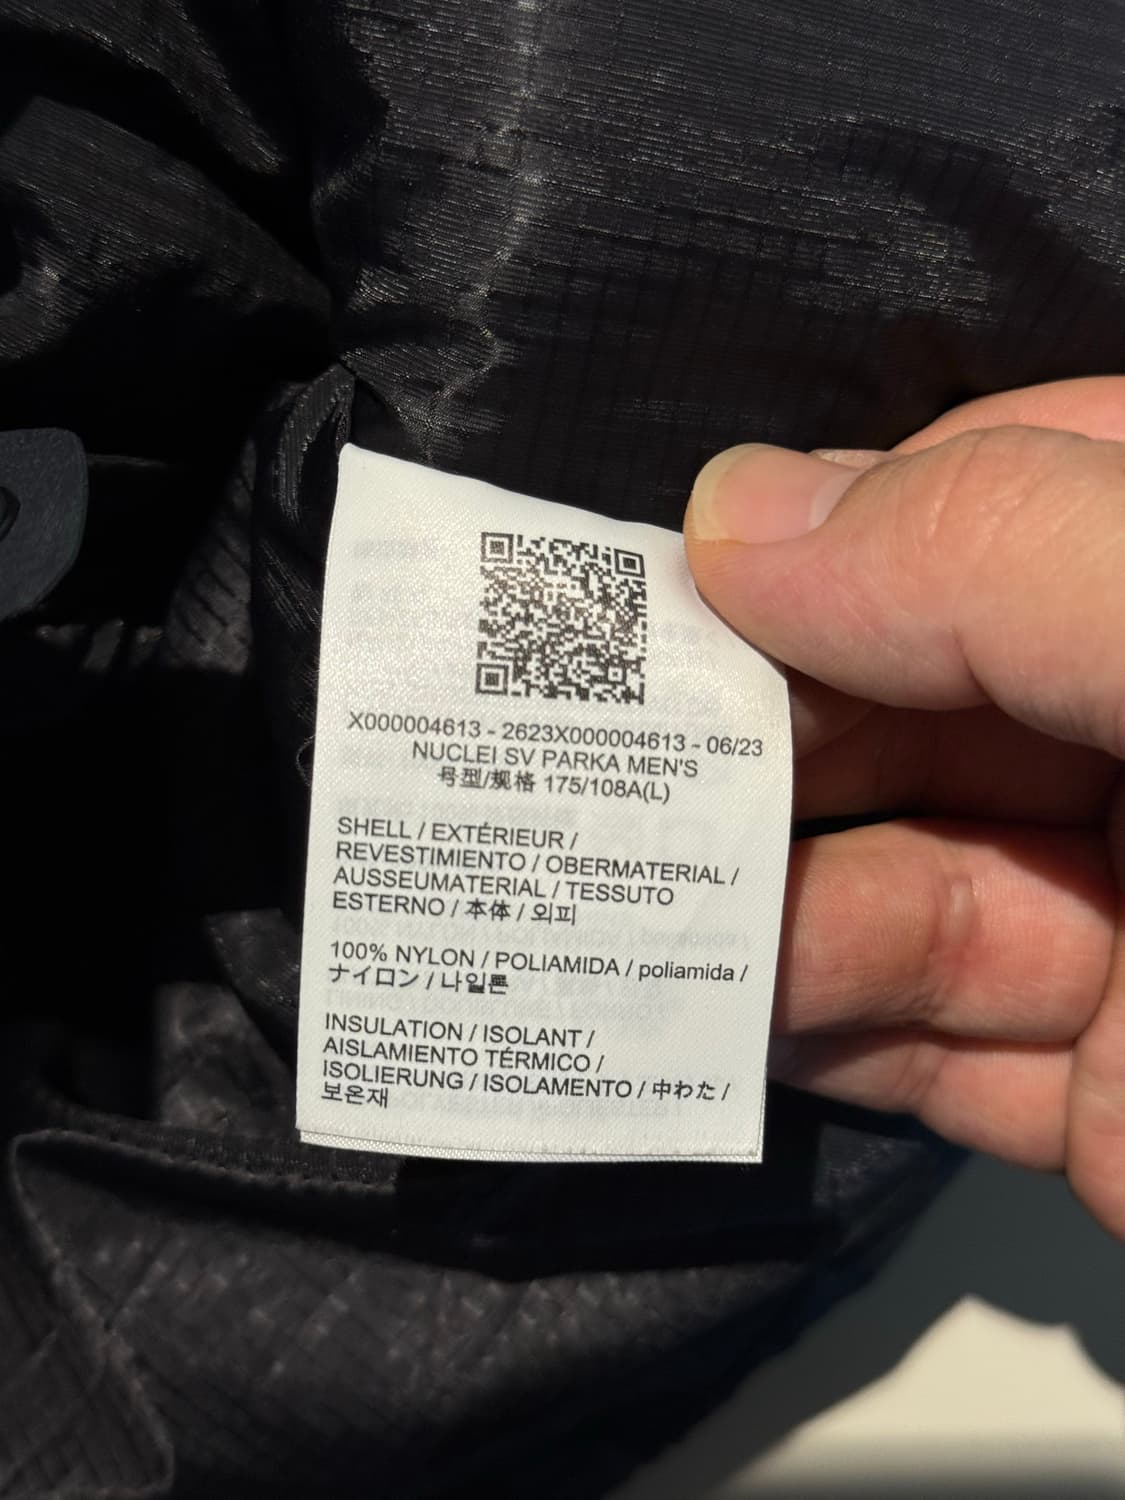 X000004613 - 2623X000004613 - 06/23
NUCLEI SV PARKA MEN'S
号型/规格 175/108A(L)
SHELL / EXTÉRIEUR /
REVESTIMIENTO / OBERMATERIAL /
AUSSEUMATERIAL / TESSUTO
ESTERNO / 本体 / 외피
100% NYLON / POLIAMIDA / poliamida /
ナイロン / 나일론
INSULATION / ISOLANT /
AISLAMIENTO TÉRMICO /
ISOLIERUNG / ISOLAMENTO / 中わた /
보온재